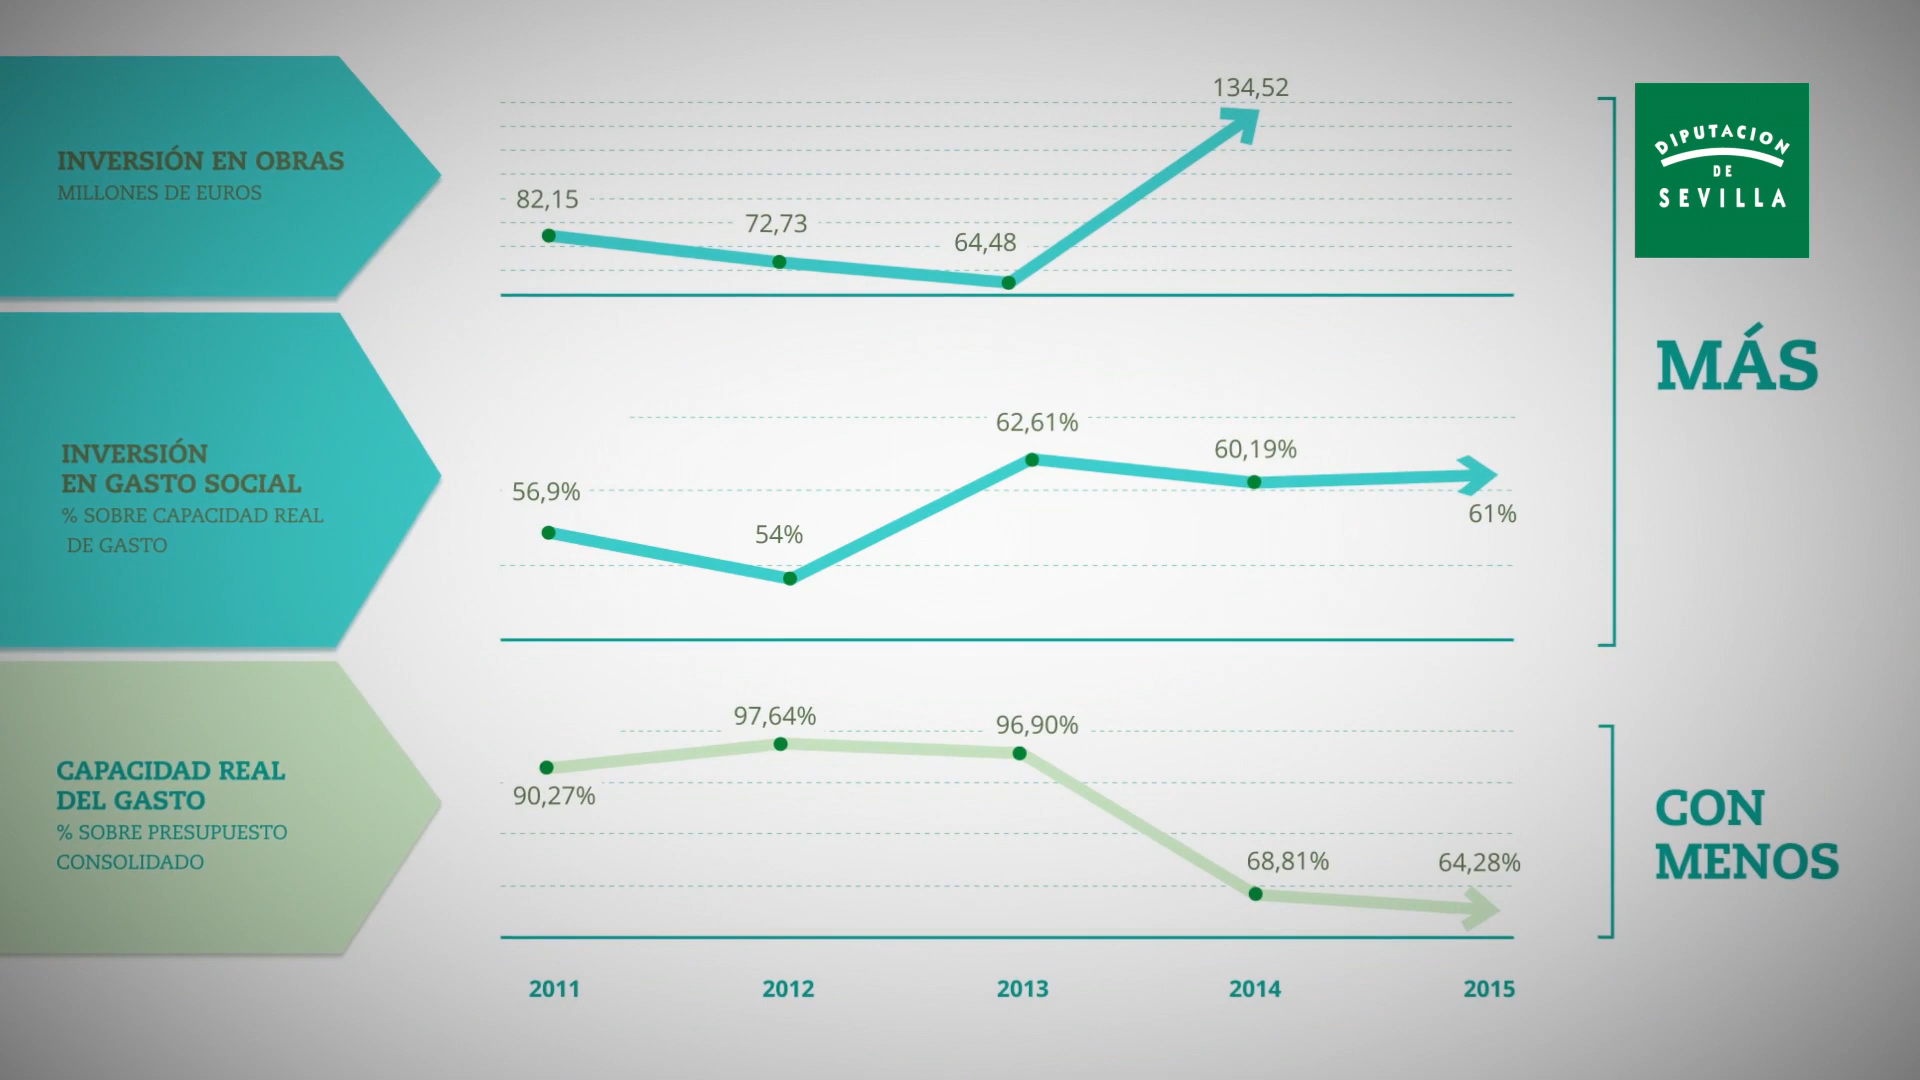 INVERSIÓN EN OBRAS
MILLONES DE EUROS
82,15
72,73
64,48
134,52
INVERSIÓN
EN GASTO SOCIAL
% SOBRE CAPACIDAD REAL
DE GASTO
56,9%
54%
62,61%
60,19%
61%
CAPACIDAD REAL
DEL GASTO
% SOBRE PRESUPUESTO
CONSOLIDADO
90,27%
97,64%
96,90%
68,81%
64,28%
2011
2012
2013
2014
2015
DIPUTACION
DE
SEVILLA
MÁS
CON
MENOS